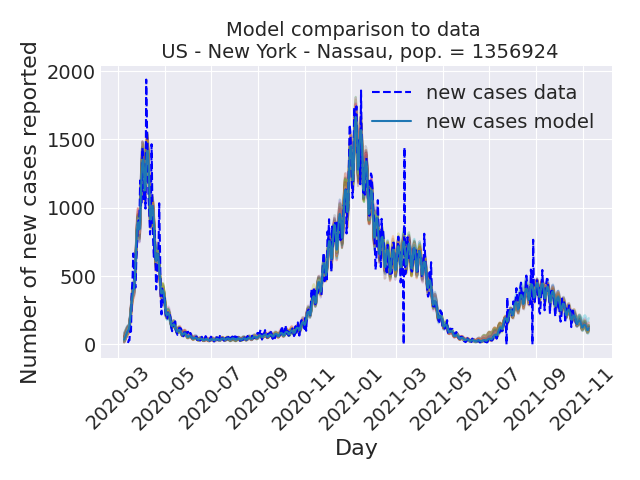 Model comparison to data
US - New York - Nassau, pop. = 1356924
Number of new cases reported
2000
1500
1000
500
0
new cases data
new cases model
2020-03
2020-05
2020-07
2020-09
2020-11
2021-01
2021-03
2021-05
2021-07
2021-09
2021-11
Day